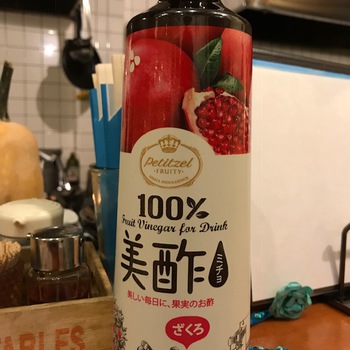 Petitzel
FRUITY
100%
Fruit Vinegar for Drink
美酢
ミチョ
美しい毎日に、果実のお酢
ざくろ
ABLES